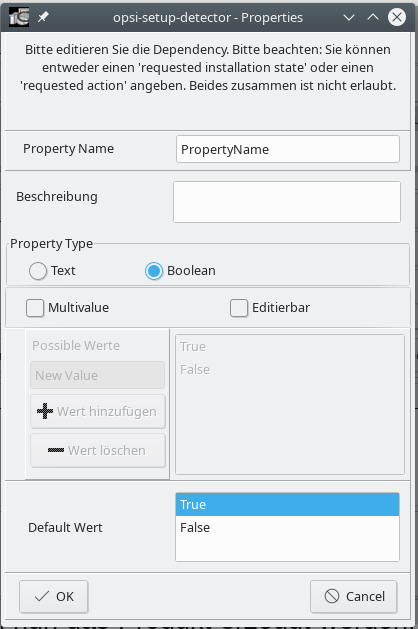 opsi-setup-detector - Properties
Bitte editieren Sie die Dependency. Bitte beachten: Sie können
entweder einen 'requested installation state' oder einen
'requested action' angeben. Beides zusammen ist nicht erlaubt.
Property Name PropertyName
Beschreibung
Property Type
Text Boolean
Multivalue Editierbar
Possible Werte True
False
New Value
Wert hinzufügen
Wert löschen
True
Default Wert False
OK Cancel